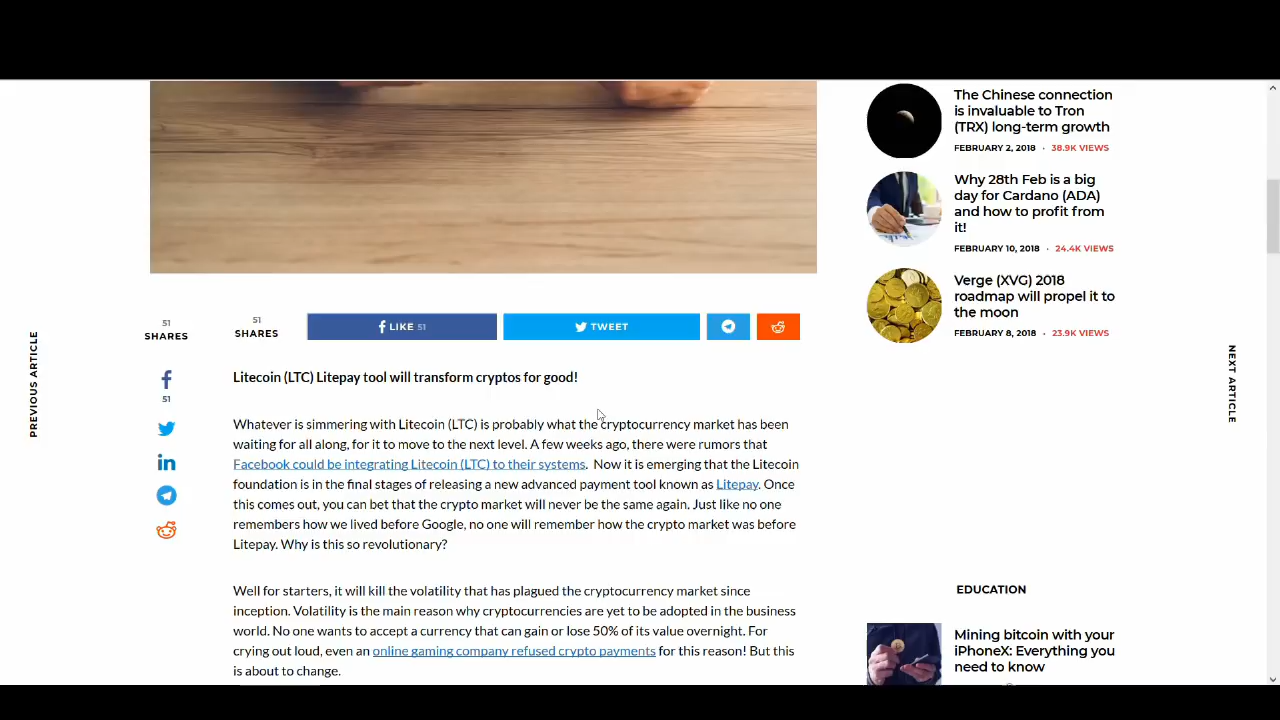 The Chinese connection
is invaluable to Tron
(TRX) long-term growth
FEBRUARY 2, 2018 · 38.9K VIEWS
Why 28th Feb is a big
day for Cardano (ADA)
and how to profit from
it!
FEBRUARY 10, 2018 · 24.4K VIEWS
Verge (XVG) 2018
roadmap will propel it to
the moon
FEBRUARY 8, 2018 · 23.9K VIEWS
PREVIOUS ARTICLE
51
SHARES
51
SHARES
LIKE 51
TWEET
51
Litecoin (LTC) Litepay tool will transform cryptos for good!
Whatever is simmering with Litecoin (LTC) is probably what the cryptocurrency market has been
waiting for all along, for it to move to the next level. A few weeks ago, there were rumors that
Facebook could be integrating Litecoin (LTC) to their systems. Now it is emerging that the Litecoin
foundation is in the final stages of releasing a new advanced payment tool known as Litepay. Once
this comes out, you can bet that the crypto market will never be the same again. Just like no one
remembers how we lived before Google, no one will remember how the crypto market was before
Litepay. Why is this so revolutionary?
Well for starters, it will kill the volatility that has plagued the cryptocurrency market since
inception. Volatility is the main reason why cryptocurrencies are yet to be adopted in the business
world. No one wants to accept a currency that can gain or lose 50% of its value overnight. For
crying out loud, even an online gaming company refused crypto payments for this reason! But this
is about to change.
NEXT ARTICLE
EDUCATION
Mining bitcoin with your
iPhoneX: Everything you
need to know